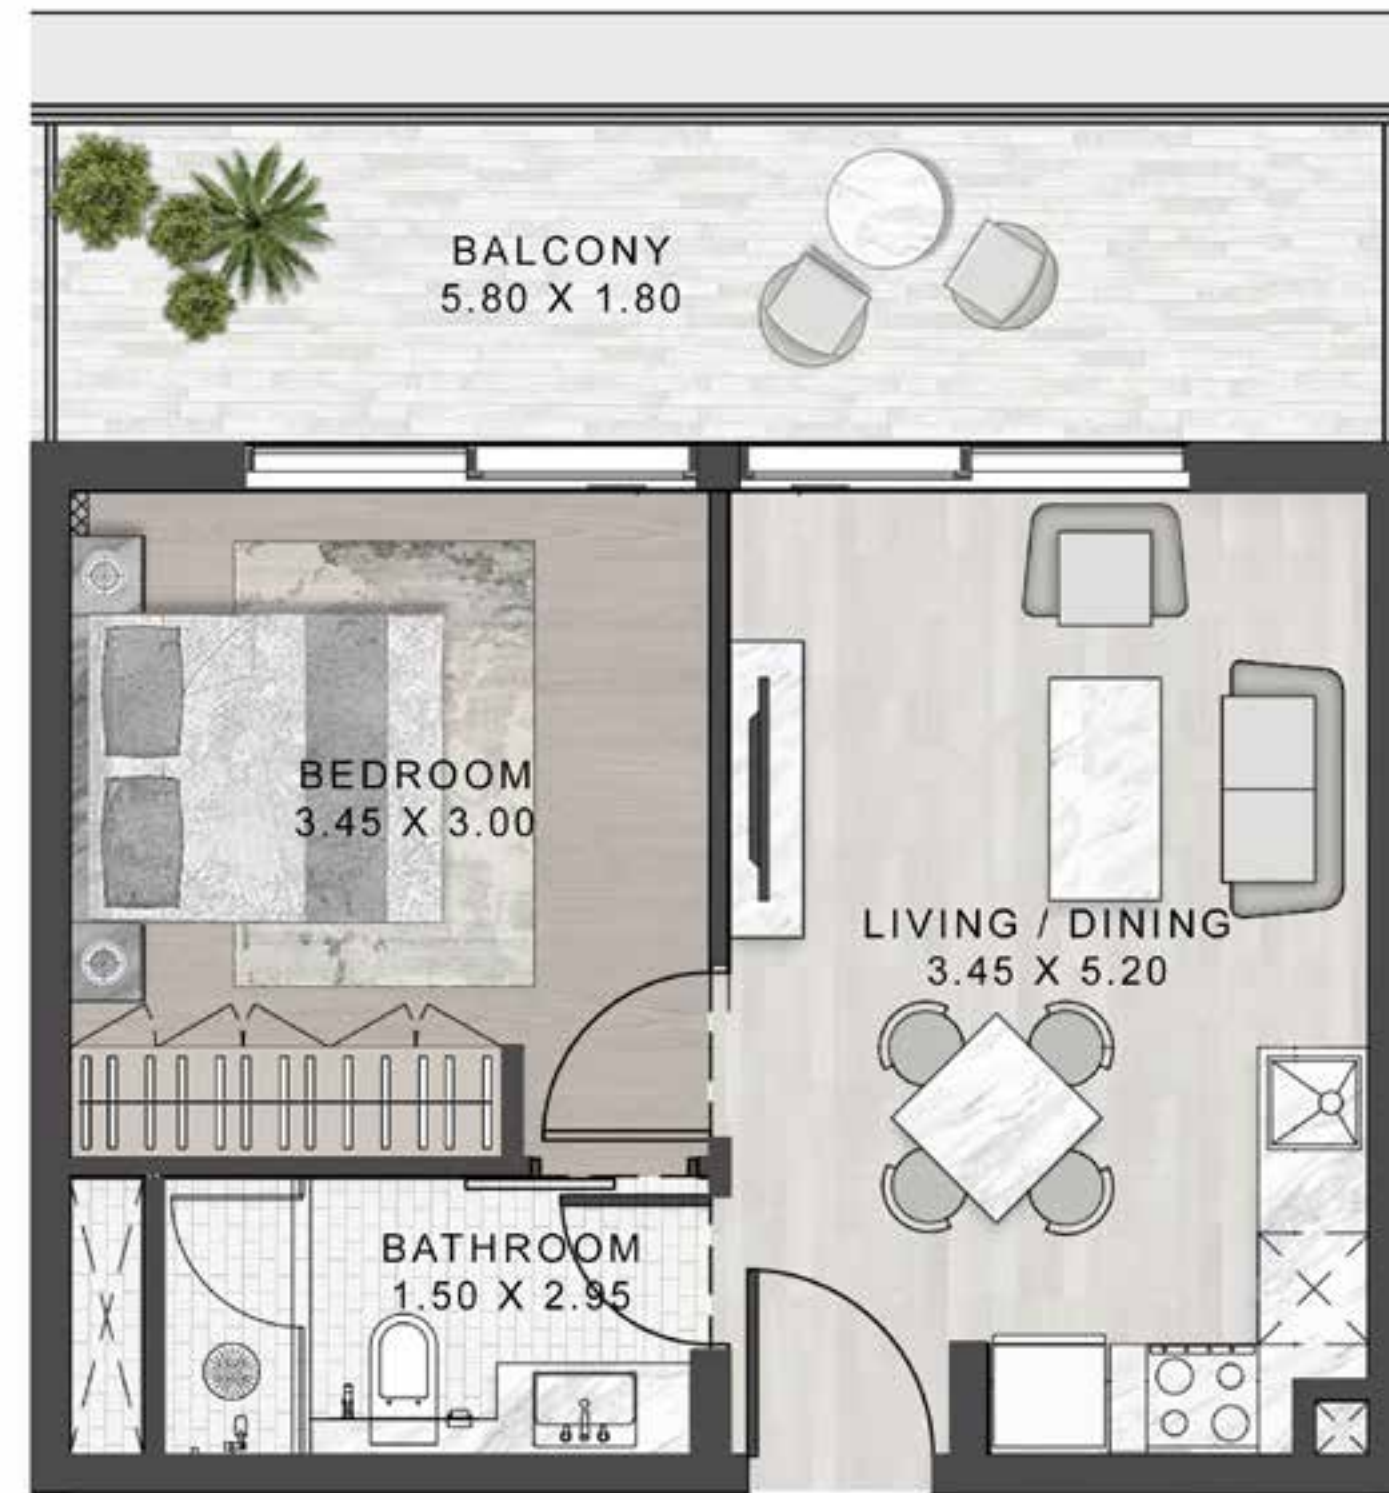 BALCONY
5.80 X 1.80
BEDROOM
3.45 X 3.00
LIVING / DINING
3.45 X 5.20
BATHROOM
1.50 X 2.95